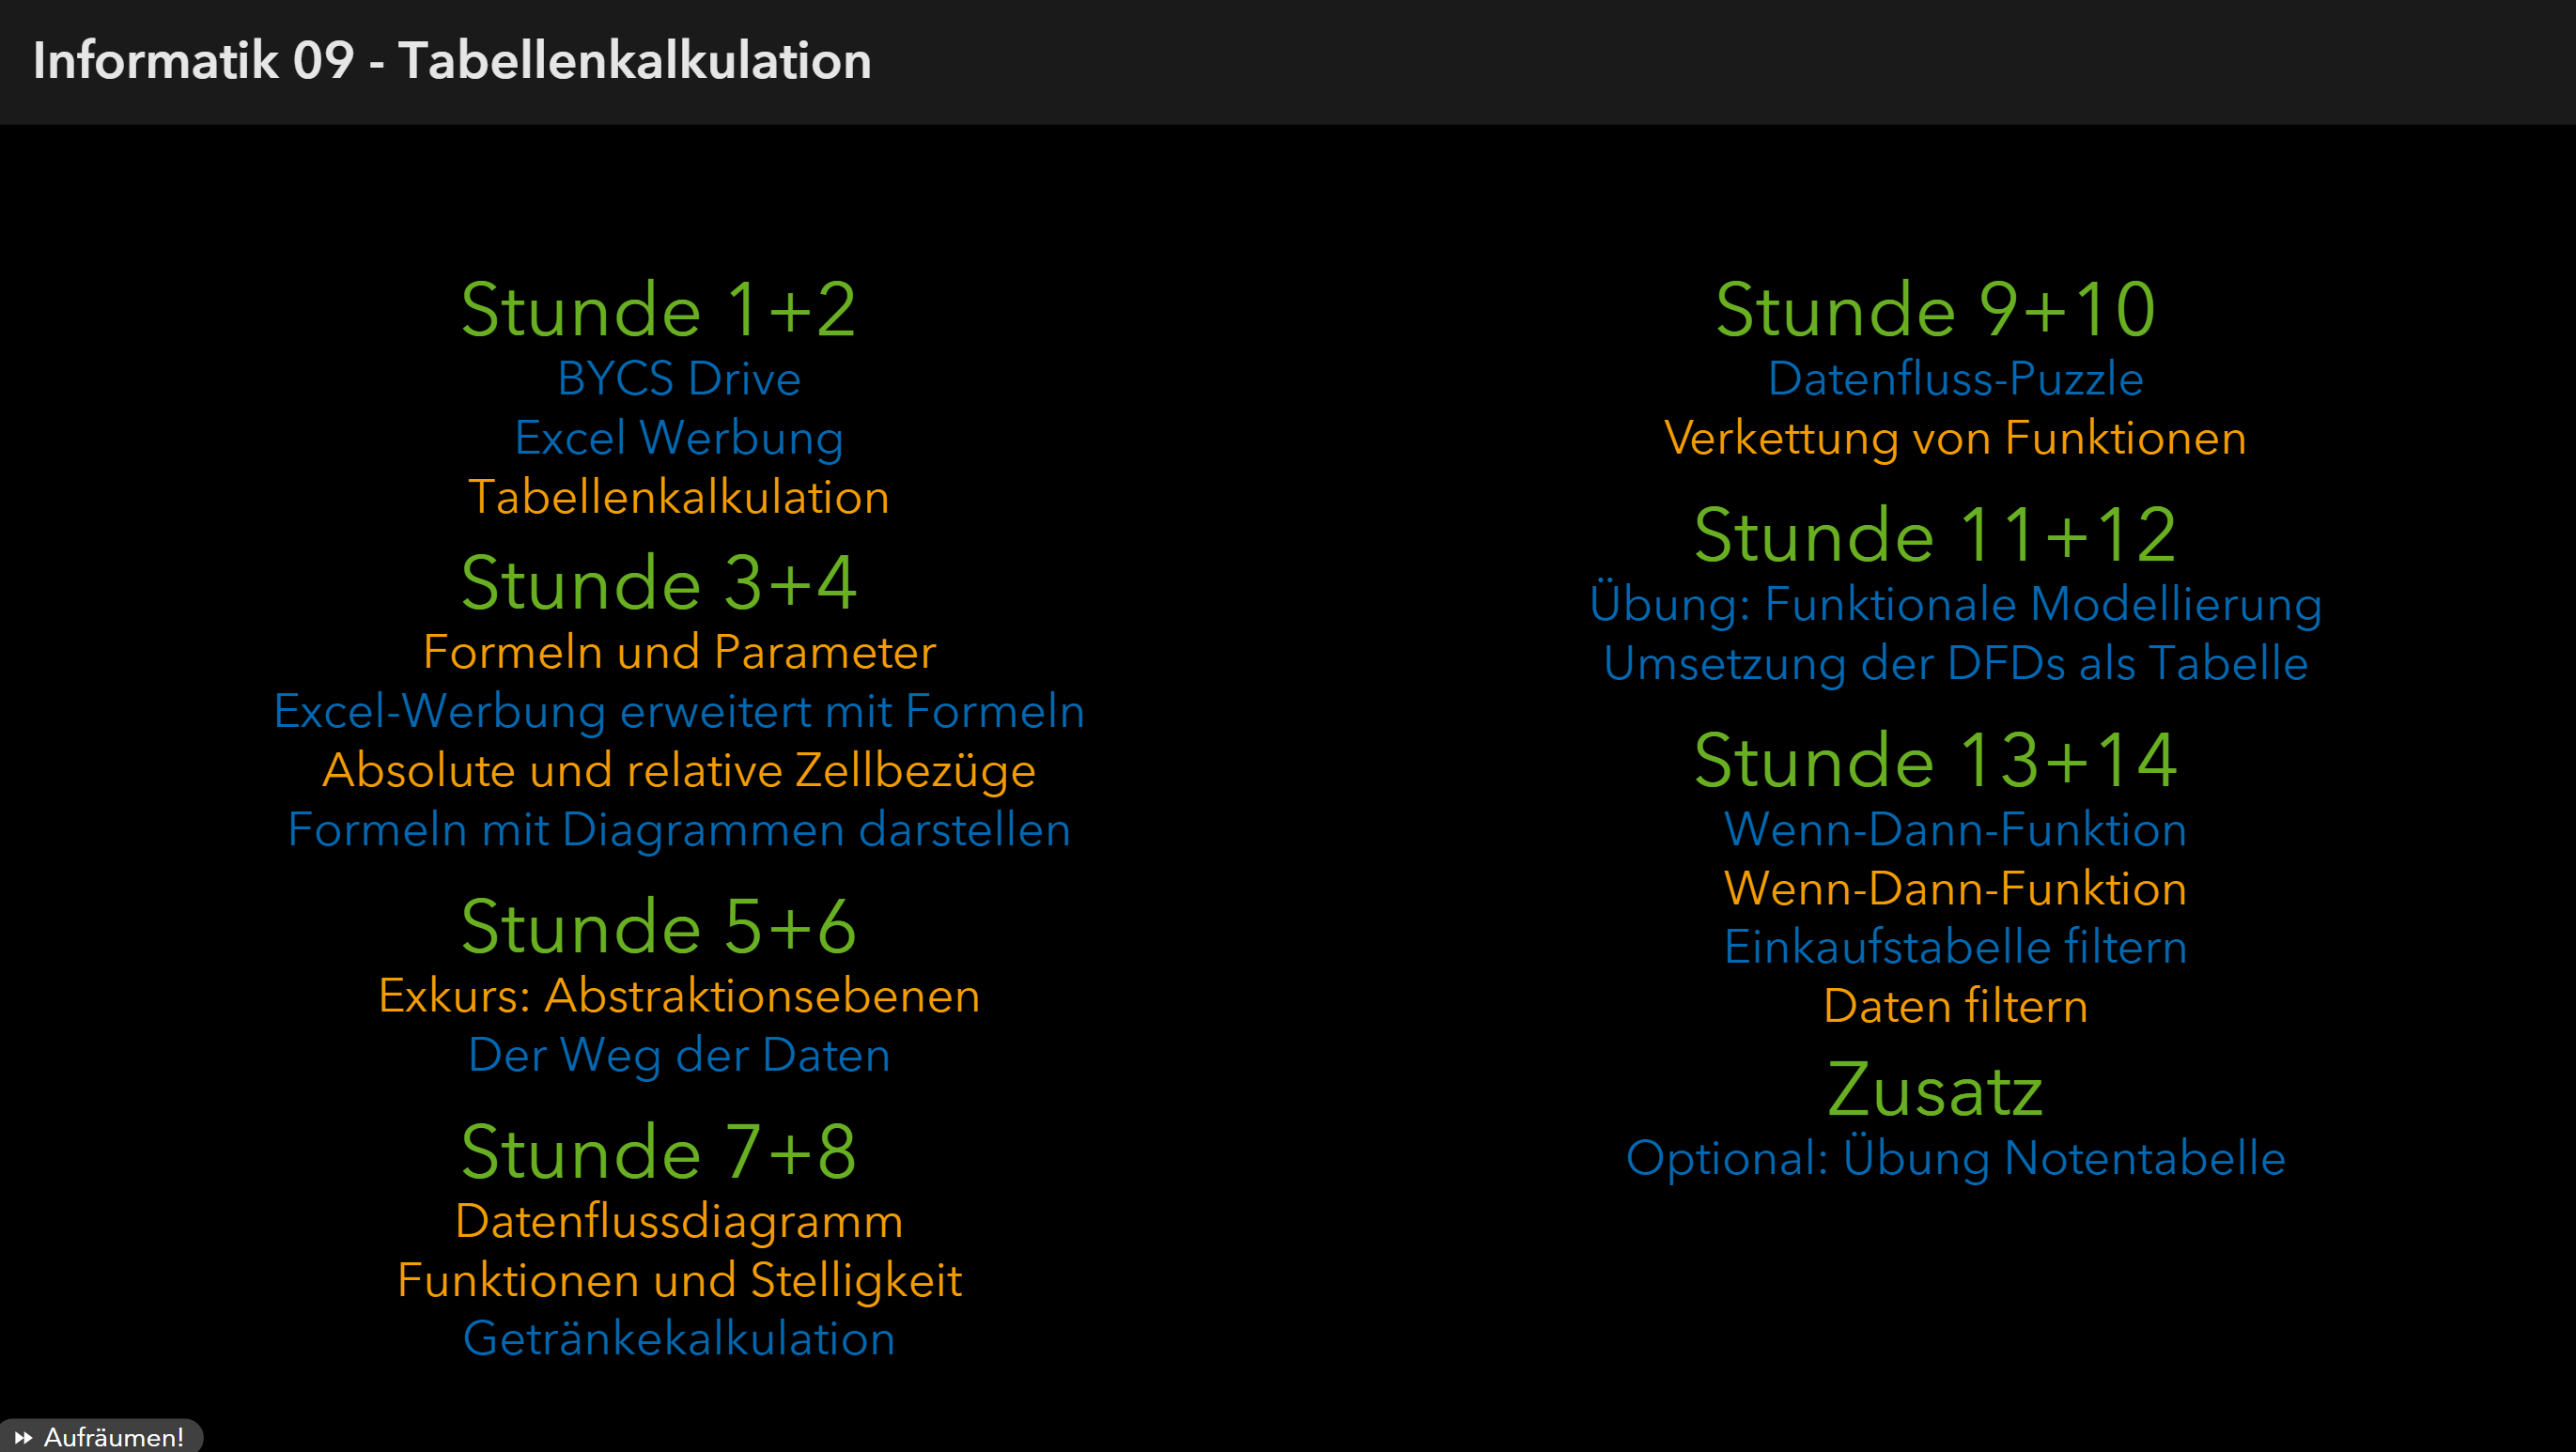 Informatik 09 - Tabellenkalkulation
Stunde 1+2
BYCS Drive
Excel Werbung
Tabellenkalkulation
Stunde 3+4
Formeln und Parameter
Excel-Werbung erweitert mit Formeln
Absolute und relative Zellbezüge
Formeln mit Diagrammen darstellen
Stunde 5+6
Exkurs: Abstraktionsebenen
Der Weg der Daten
Stunde 7+8
Datenflussdiagramm
Funktionen und Stelligkeit
Getränkekalkulation
Stunde 9+10
Datenfluss-Puzzle
Verkettung von Funktionen
Stunde 11+12
Übung: Funktionale Modellierung
Umsetzung der DFDs als Tabelle
Stunde 13+14
Wenn-Dann-Funktion
Wenn-Dann-Funktion
Einkaufstabelle filtern
Daten filtern
Zusatz
Optional: Übung Notentabelle
Aufräumen!